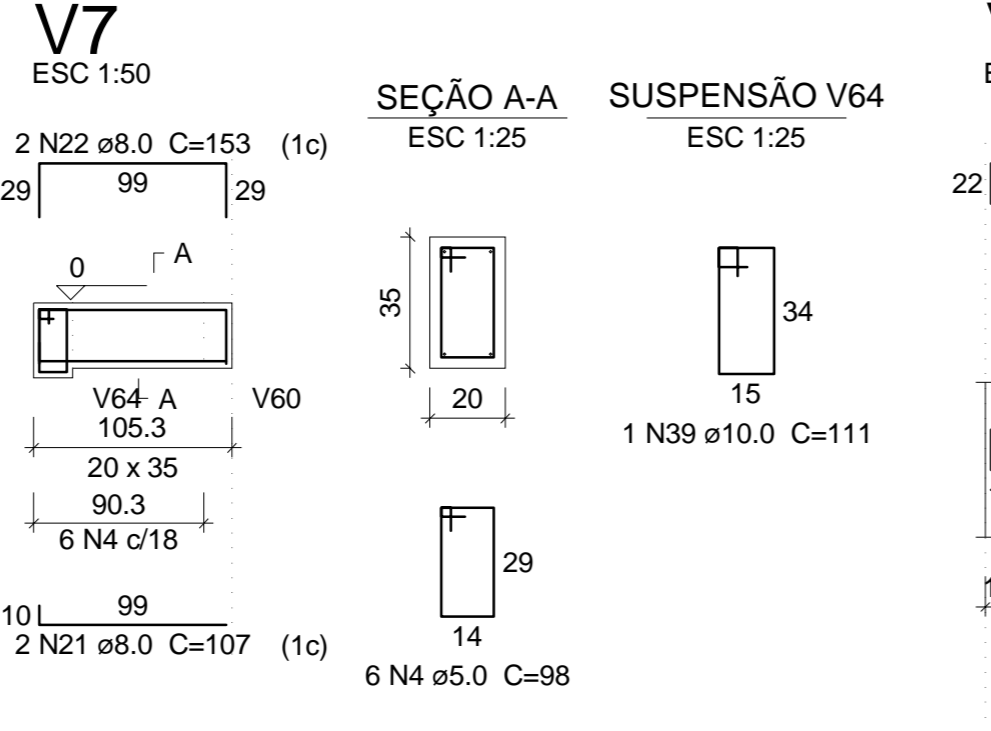 V7
ESC 1:50
2 N22 ø8.0 C=153 (1c)
29
99
29
0
A
V64
A
V60
105.3
20 x 35
90.3
6 N4 c/18
10
99
2 N21 ø8.0 C=107 (1c)
SEÇÃO A-A
ESC 1:25
35
20
29
14
6 N4 ø5.0 C=98
SUSPENSÃO V64
ESC 1:25
34
15
1 N39 ø10.0 C=111
22